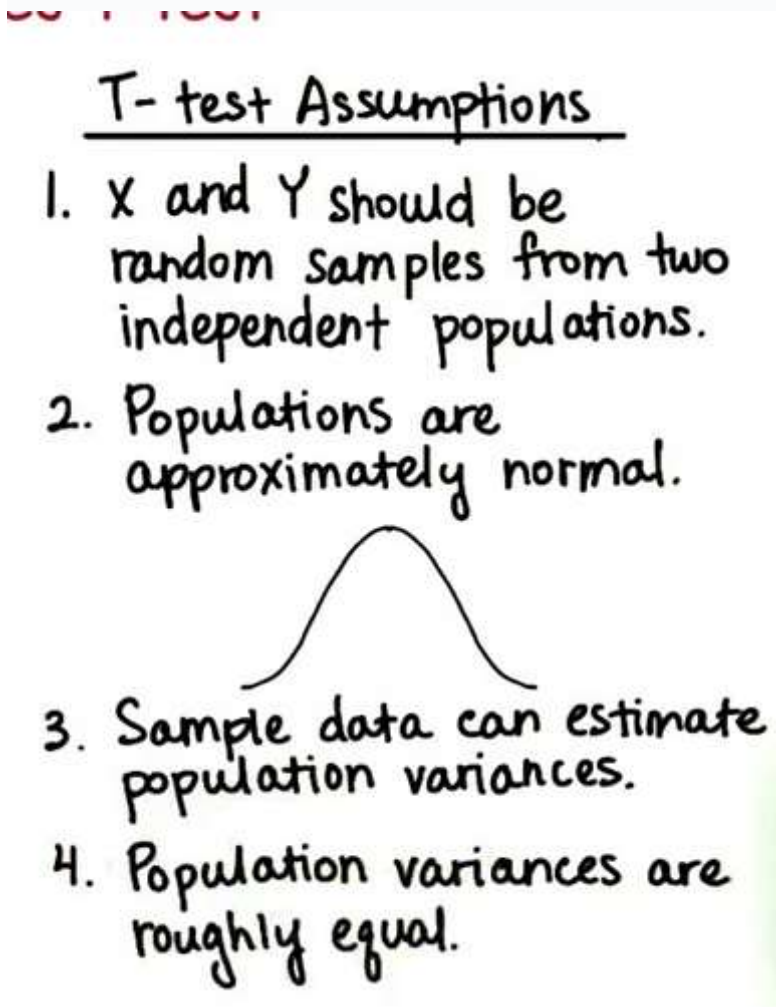 T-test Assumptions
1. X and Y should be
random samples from two
independent populations.
2. Populations are
approximately normal.
3. Sample data can estimate
population variances.
4. Population variances are
roughly equal.